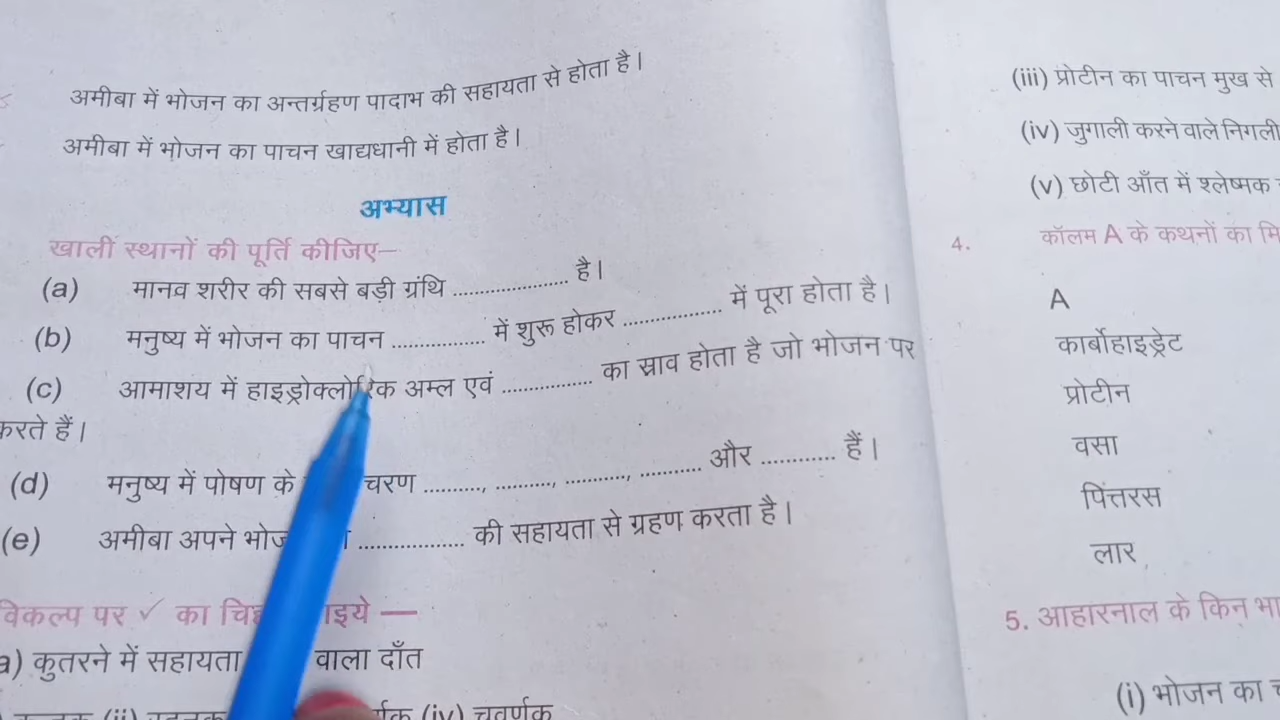 अमीबा में भोजन का अन्तर्ग्रहण पादाभ की सहायता से होता है।
अमीबा में भोजन का पाचन खाद्यधानी में होता है।
अभ्यास
खाली स्थानों की पूर्ति कीजिए–
(a) मानव शरीर की सबसे बड़ी ग्रंथि ..................... है।
(b) मनुष्य में भोजन का पाचन ................. में शुरू होकर .................. में पूरा होता है।
(c) आमाशय में हाइड्रोक्लोरिक अम्ल एवं ................ का स्राव होता है जो भोजन पर
करते हैं।
(d) मनुष्य में पोषण के चरण .........., .........., ..........., ........... और ............. हैं।
(e) अमीबा अपने ................... की सहायता से ग्रहण करता है।
विकल्प पर ✓ का —
a) कुतरने में सहायता वाला दाँत
(iv) चवर्णक
(iii) प्रोटीन का पाचन मुख से
(iv) जुगाली करने वाले निगली
(v) छोटी आँत में श्लेष्मक
4. कॉलम A के कथनों का मि
A
कार्बोहाइड्रेट
प्रोटीन
वसा
पित्तरस
लार
5. आहारनाल के किन भा
(i) भोजन का च